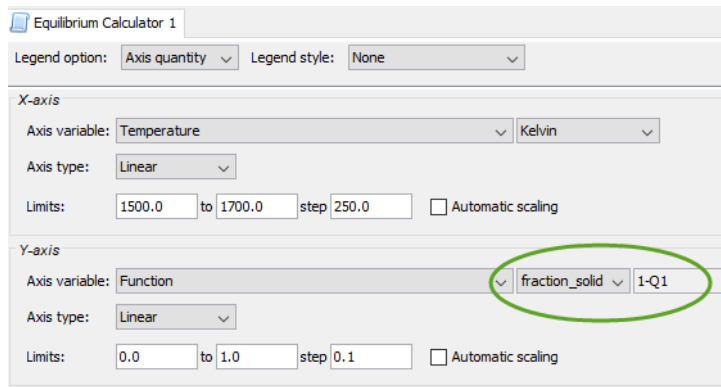 Equilibrium Calculator 1
Legend option: Axis quantity Legend style: None
X-axis
Axis variable: Temperature Kelvin
Axis type: Linear
Limits: 1500.0 to 1700.0 step 250.0 Automatic scaling
Y-axis
Axis variable: Function fraction_solid 1-Q1
Axis type: Linear
Limits: 0.0 to 1.0 step 0.1 Automatic scaling